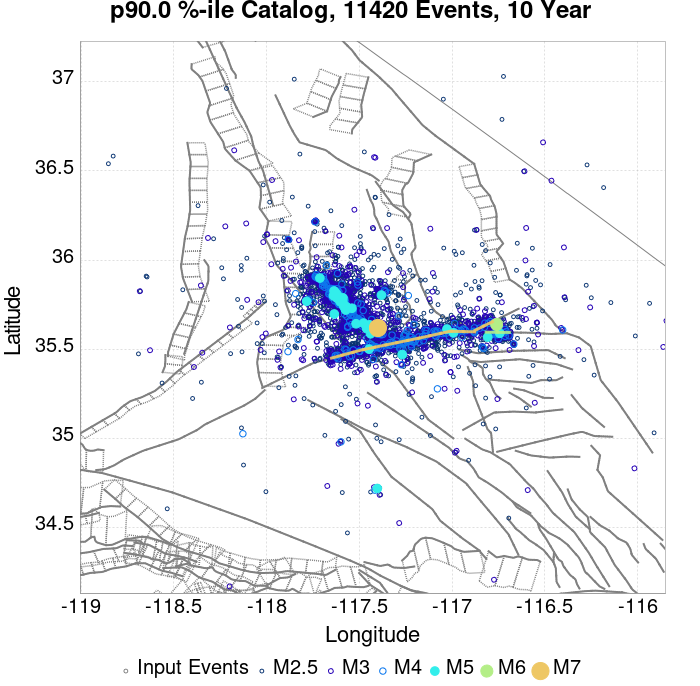 p90.0 %-ile Catalog, 11420 Events, 10 Year
37
36.5
36
35.5
35
34.5
Latitude
-119 -118.5 -118 -117.5 -117 -116.5 -116
Longitude
Input Events M2.5 M3 M4 M5 M6 M7